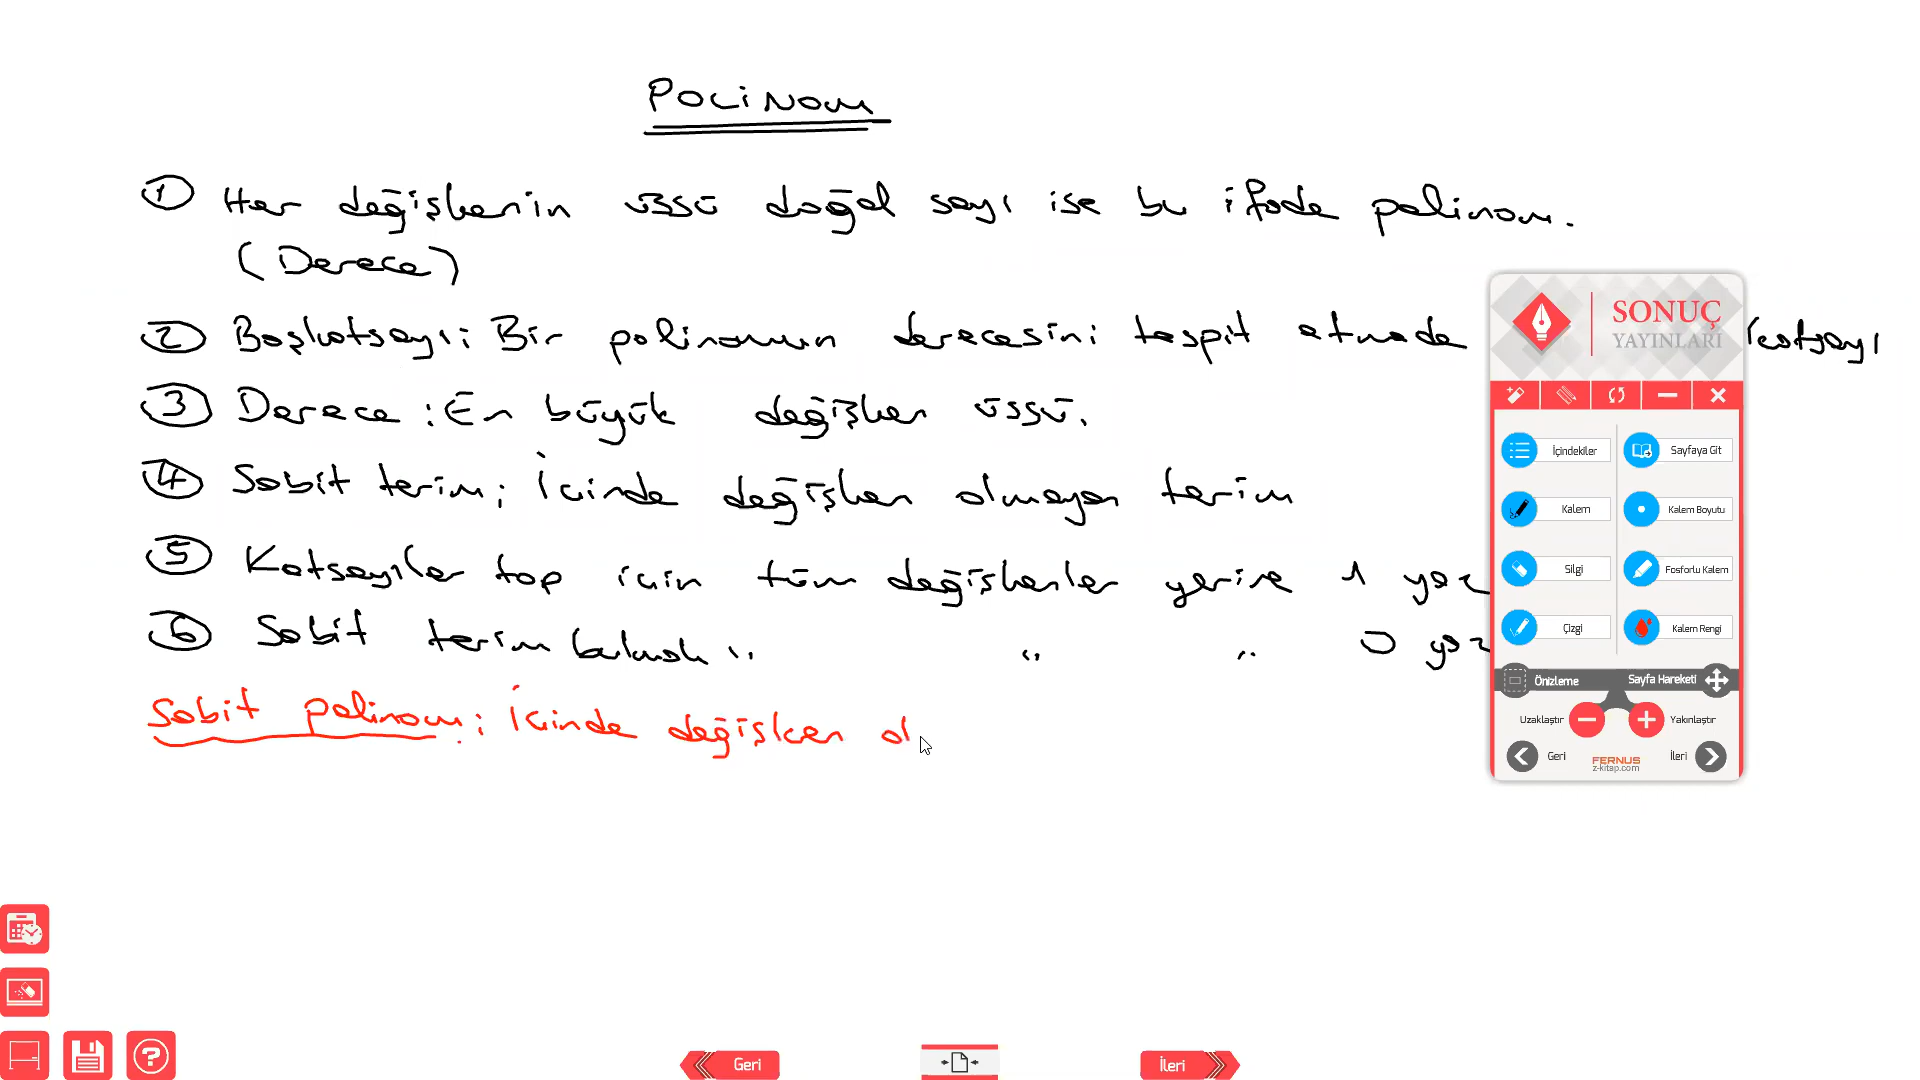 POLiNOM
1 Her değişkenin üssü doğal sayı ise bu ifade polinom.
(Derece)
2 Başkatsayı: Bir polinomun derecesini tespit etmede katsayı
3 Derece : En büyük değişken üssü.
4 Sabit terim: İçinde değişken olmayan terim
5 Katsayılar top için tüm değişkenler yerine 1 yaz
6 Sabit terim bulmak " " " 0 yaz
Sabit polinom: İçinde değişken ol
SONUÇ
YAYINLARI
İçindekiler
Sayfaya Git
Kalem
Kalem Boyutu
Silgi
Fosforlu Kalem
Çizgi
Kalem Rengi
Önizleme
Sayfa Hareketi
Uzaklaştır
Yakınlaştır
Geri
FERNUS
z-kitap.com
İleri
Geri
İleri